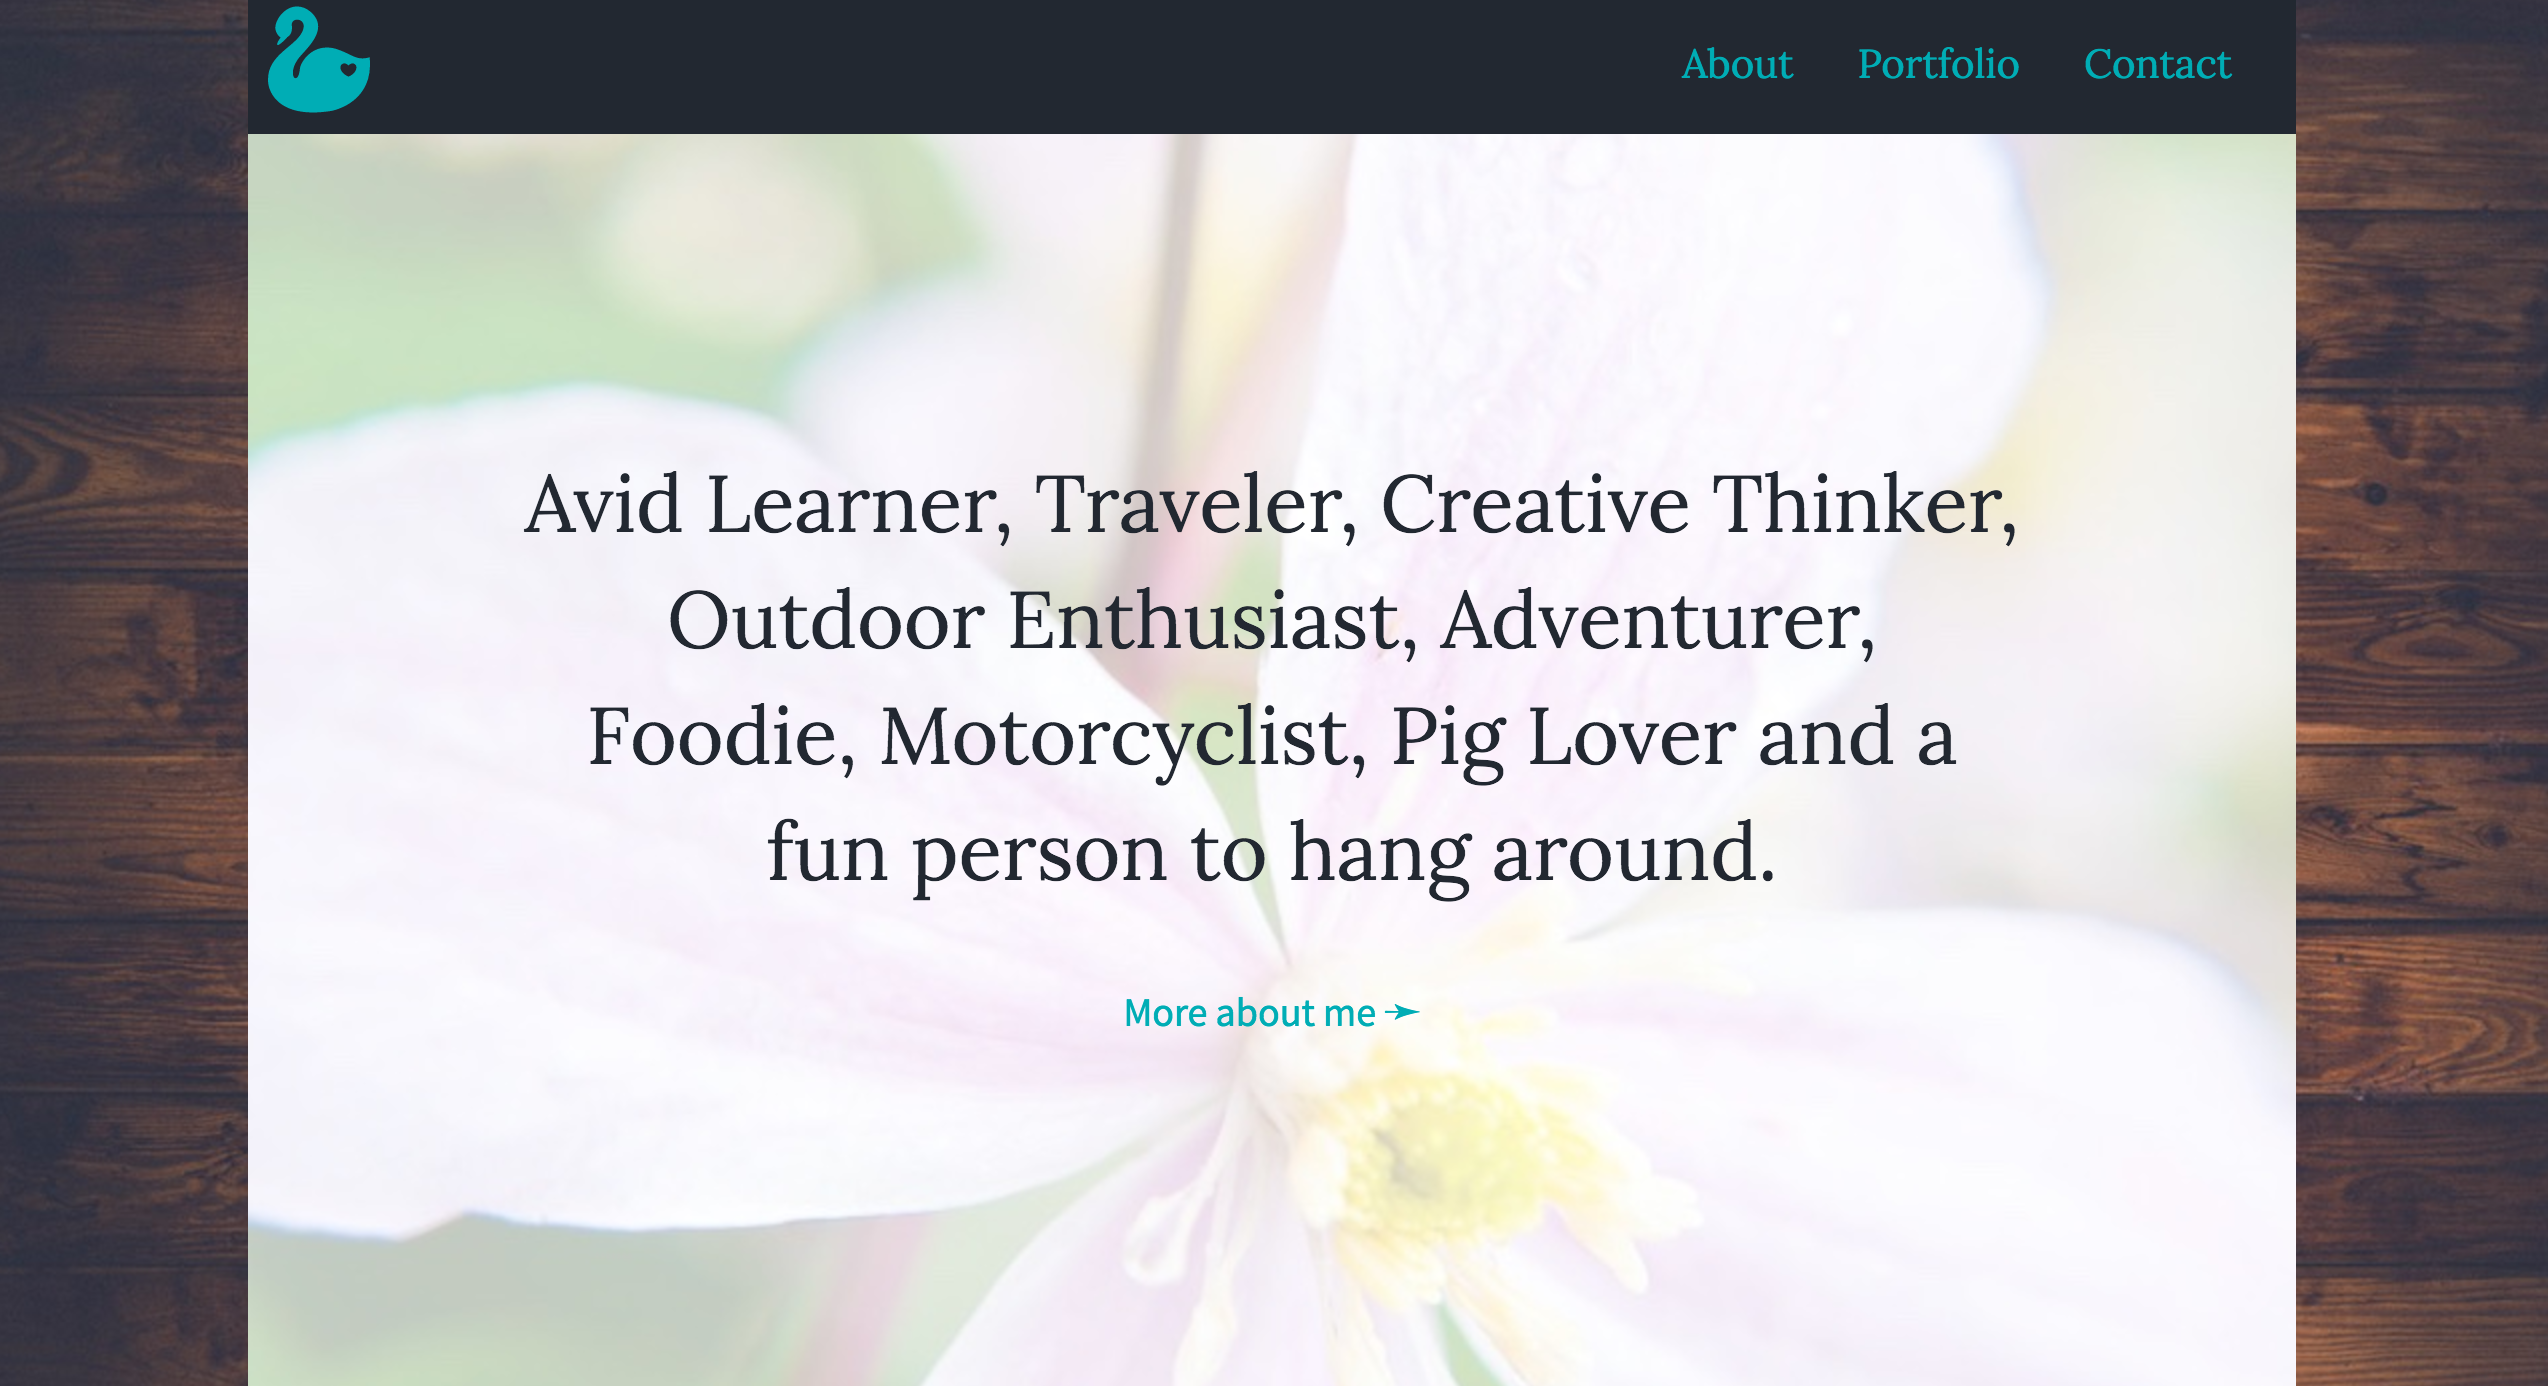 About Portfolio Contact
Avid Learner, Traveler, Creative Thinker,
Outdoor Enthusiast, Adventurer,
Foodie, Motorcyclist, Pig Lover and a
fun person to hang around.
More about me